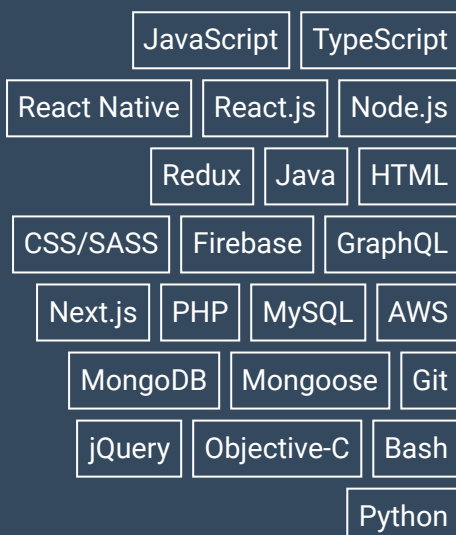 JavaScript TypeScript
React Native React.js Node.js
Redux Java HTML
CSS/SASS Firebase GraphQL
Next.js PHP MySQL AWS
MongoDB Mongoose Git
jQuery Objective-C Bash
Python